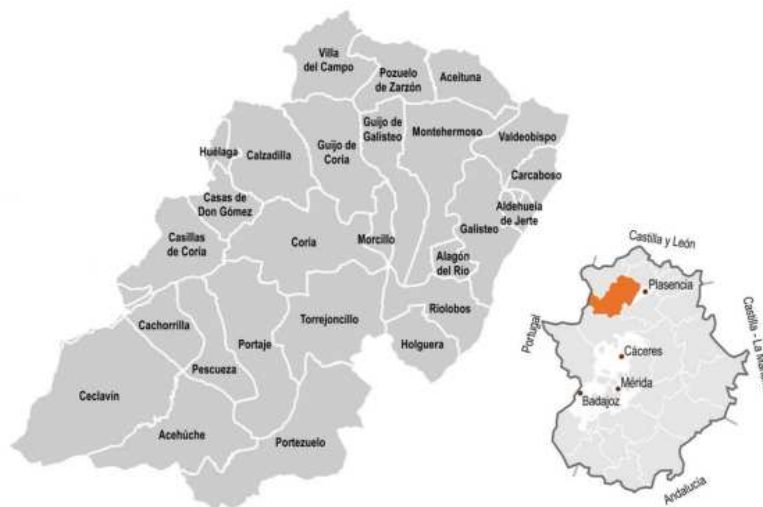 Villa
del Campo
Pozuelo
de Zarzón
Aceituna
Guijo de
Galisteo
Montehermoso
Valdeobispo
Huélaga
Calzadilla
Guijo de
Coria
Carcaboso
Casas de
Don Gómez
Aldehuela
de Jerte
Galisteo
Casillas
de Coria
Coria
Morcillo
Alagón
del Río
Riolobos
Cachorrilla
Portaje
Torrejoncillo
Holguera
Pescueza
Ceclavín
Acehúche
Portezuelo
Castilla y León
Plasencia
Portugal
Castilla - La Mancha
Cáceres
Mérida
Badajoz
Andalucía